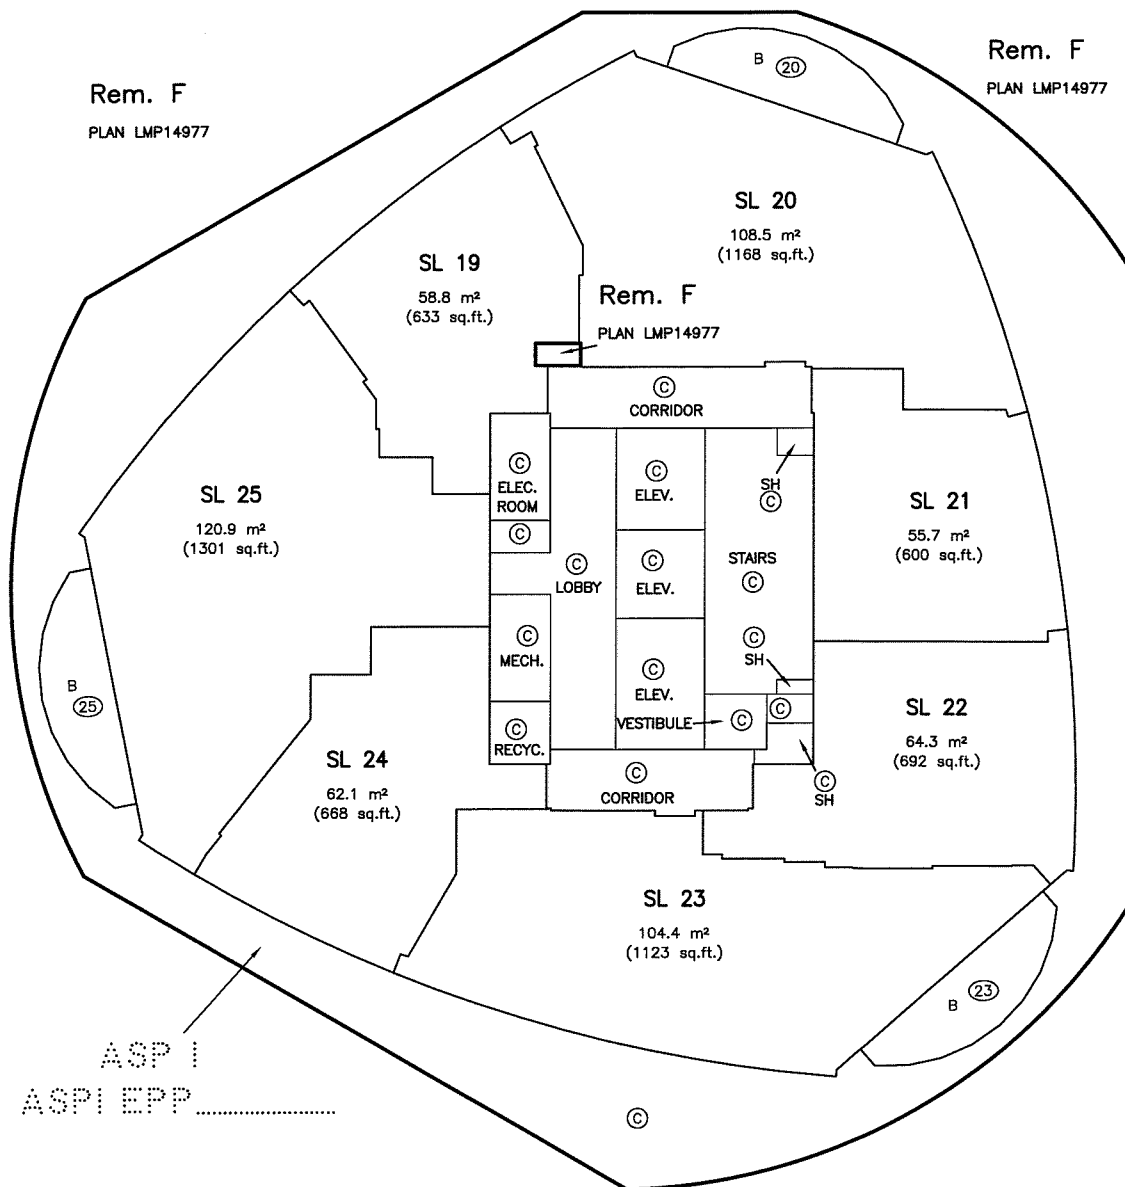 Rem. F
PLAN LMP14977
B 20
Rem. F
PLAN LMP14977
SL 20
108.5 m²
(1168 sq.ft.)
SL 19
58.8 m²
(633 sq.ft.)
Rem. F
PLAN LMP14977
C
CORRIDOR
SL 25
120.9 m²
(1301 sq.ft.)
C
ELEC.
ROOM
C
C
ELEV.
SH
C
SL 21
55.7 m²
(600 sq.ft.)
C
LOBBY
C
ELEV.
STAIRS
C
C
MECH.
C
ELEV.
C
SH
B
25
C
RECYC.
VESTIBULE
C
C
SL 22
64.3 m²
(692 sq.ft.)
SL 24
62.1 m²
(668 sq.ft.)
C
CORRIDOR
C
SH
SL 23
104.4 m²
(1123 sq.ft.)
B 23
ASP 1
ASP1 EPP
C